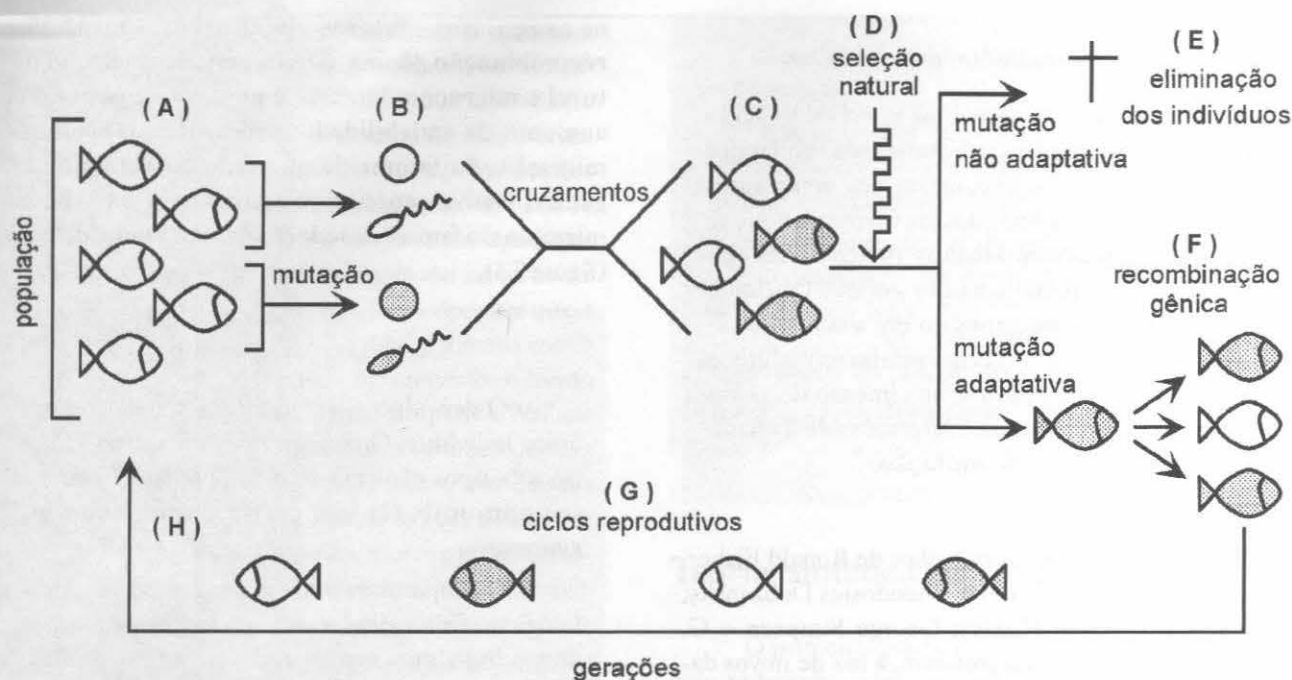 (A)
(B)
(C)
(D)
seleção
natural
(E)
eliminação
dos indivíduos
mutação
não adaptativa
população
cruzamentos
mutação
(F)
recombinação
gênica
mutação
adaptativa
(G)
ciclos reprodutivos
(H)
gerações